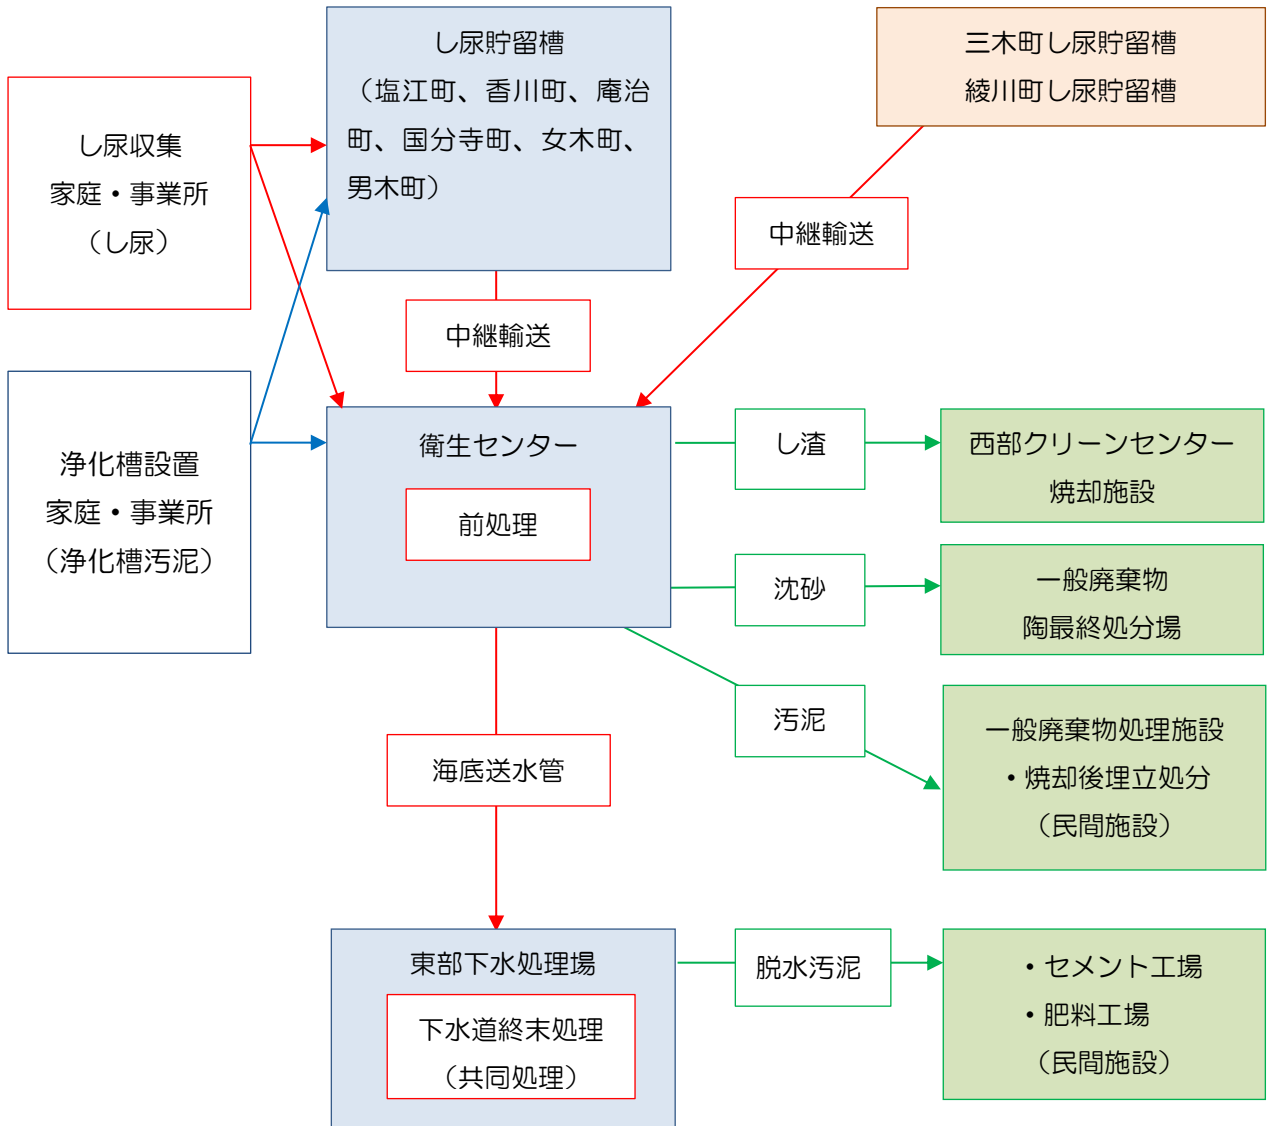 し尿貯留槽
（塩江町、香川町、庵治
町、国分寺町、女木町、
男木町）
三木町し尿貯留槽
綾川町し尿貯留槽
し尿収集
家庭・事業所
（し尿）
中継輸送
中継輸送
浄化槽設置
家庭・事業所
（浄化槽汚泥）
衛生センター
前処理
し渣
西部クリーンセンター
焼却施設
沈砂
一般廃棄物
陶最終処分場
汚泥
一般廃棄物処理施設
・焼却後埋立処分
（民間施設）
海底送水管
東部下水処理場
下水道終末処理
（共同処理）
脱水汚泥
・セメント工場
・肥料工場
（民間施設）